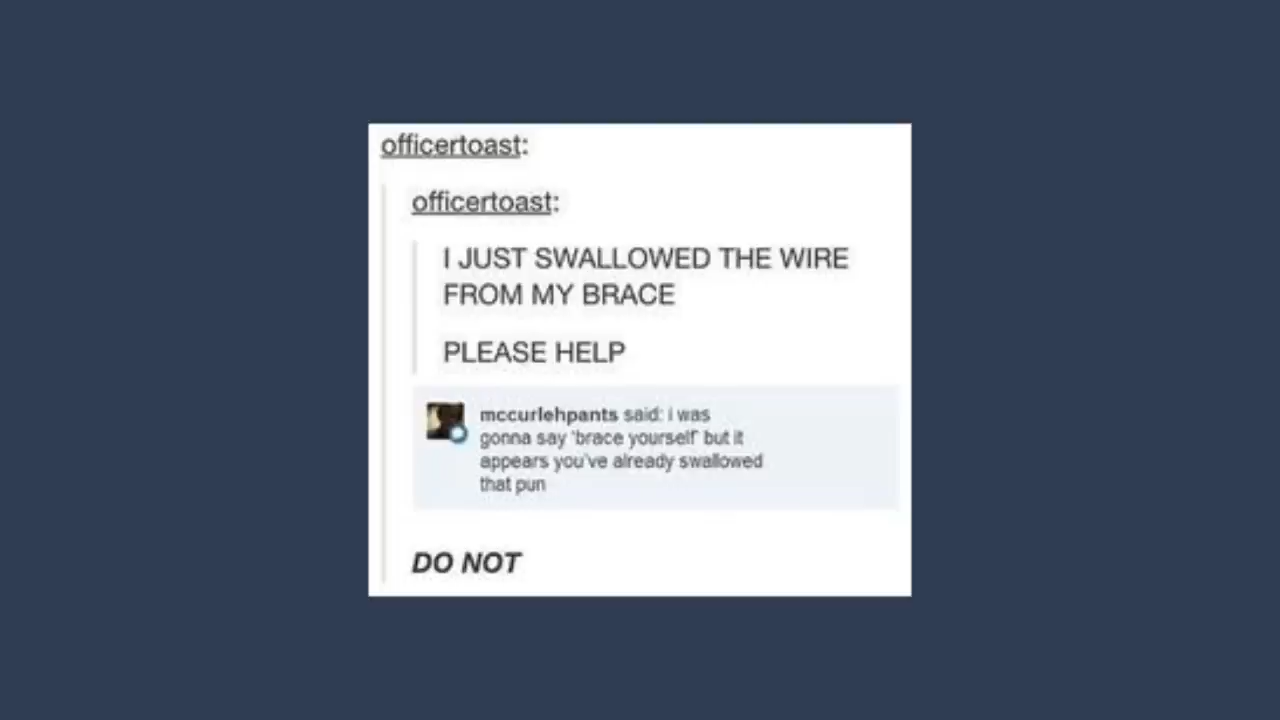 officertoast:
officertoast:
I JUST SWALLOWED THE WIRE
FROM MY BRACE
PLEASE HELP
mccurlehpants said: i was
gonna say 'brace yourself' but it
appears you've already swallowed
that pun
DO NOT